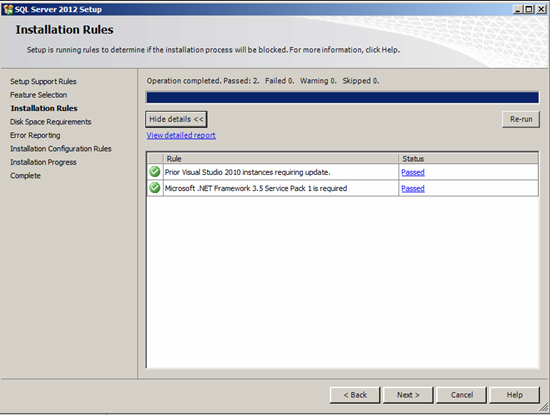 SQL Server 2012 Setup
Installation Rules
Setup is running rules to determine if the installation process will be blocked. For more information, click Help.
Setup Support Rules
Feature Selection
Installation Rules
Disk Space Requirements
Error Reporting
Installation Configuration Rules
Installation Progress
Complete
Operation completed. Passed: 2. Failed 0. Warning 0. Skipped 0.
Hide details <<
Re-run
View detailed report
Rule Status
Prior Visual Studio 2010 instances requiring update. Passed
Microsoft .NET Framework 3.5 Service Pack 1 is required Passed
< Back Next > Cancel Help